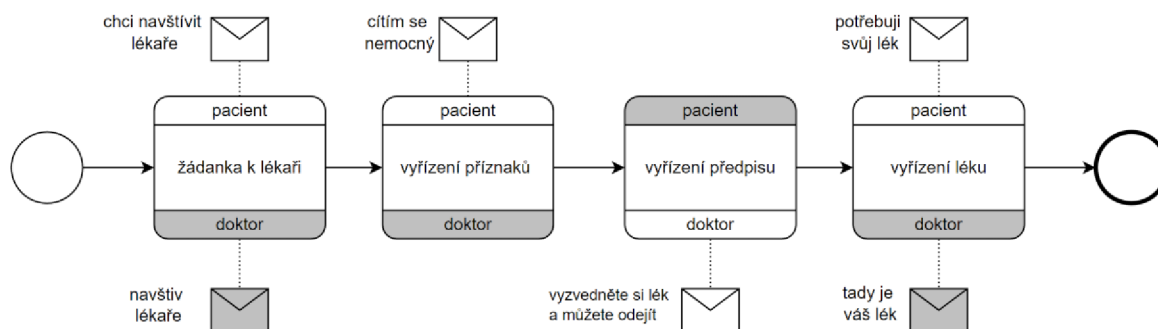 chci navštívit
lékaře
cítím se
nemocný
potřebuji
svůj lék
pacient
žádanka k lékaři
doktor
pacient
vyřízení příznaků
doktor
pacient
vyřízení předpisu
doktor
pacient
vyřízení léku
doktor
navštiv
lékaře
vyzvedněte si lék
a můžete odejít
tady je
váš lék